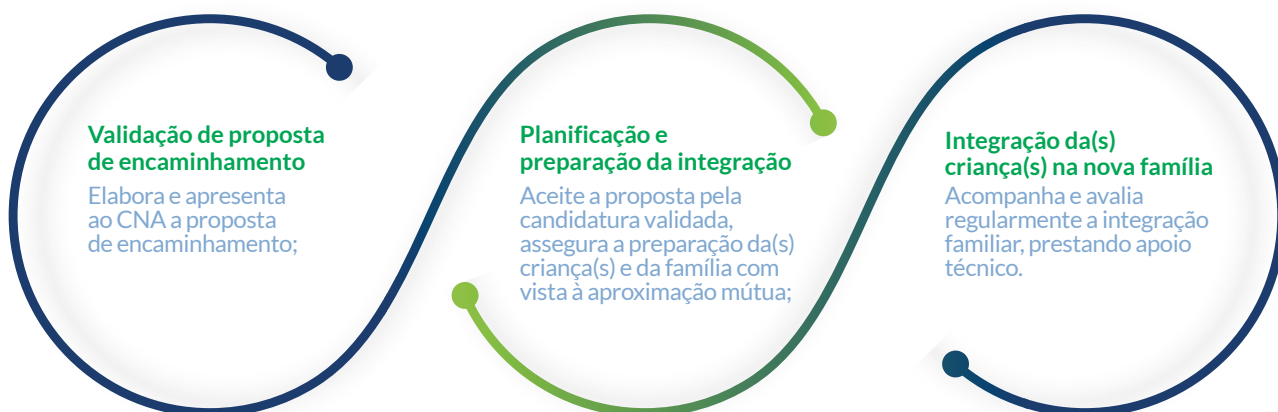 Validação de proposta
de encaminhamento
Elabora e apresenta
ao CNA a proposta
de encaminhamento;
Planificação e
preparação da integração
Aceite a proposta pela
candidatura validada,
assegura a preparação da(s)
criança(s) e da família com
vista à aproximação mútua;
Integração da(s)
criança(s) na nova família
Acompanha e avalia
regularmente a integração
familiar, prestando apoio
técnico.